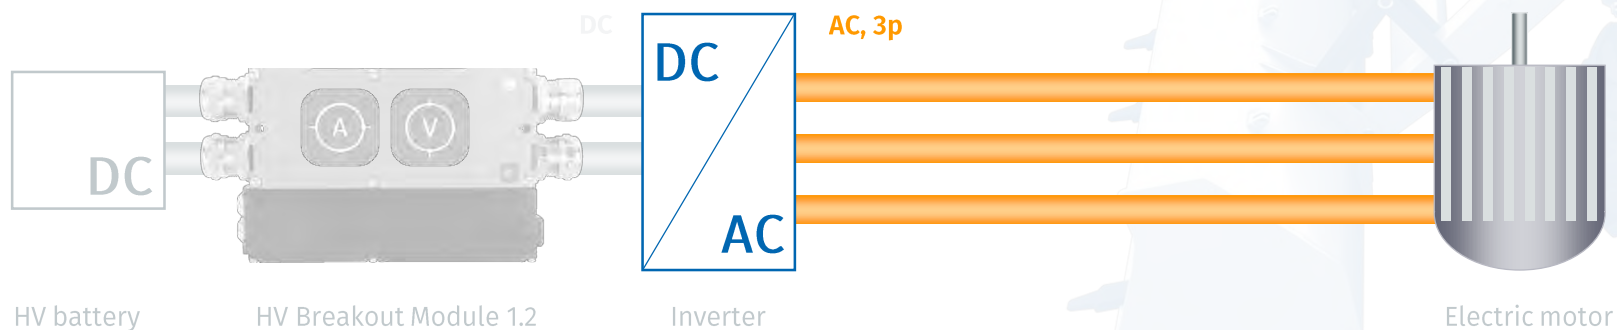 DC
AC, 3p
DC
A V
DC
AC
HV battery
HV Breakout Module 1.2
Inverter
Electric motor